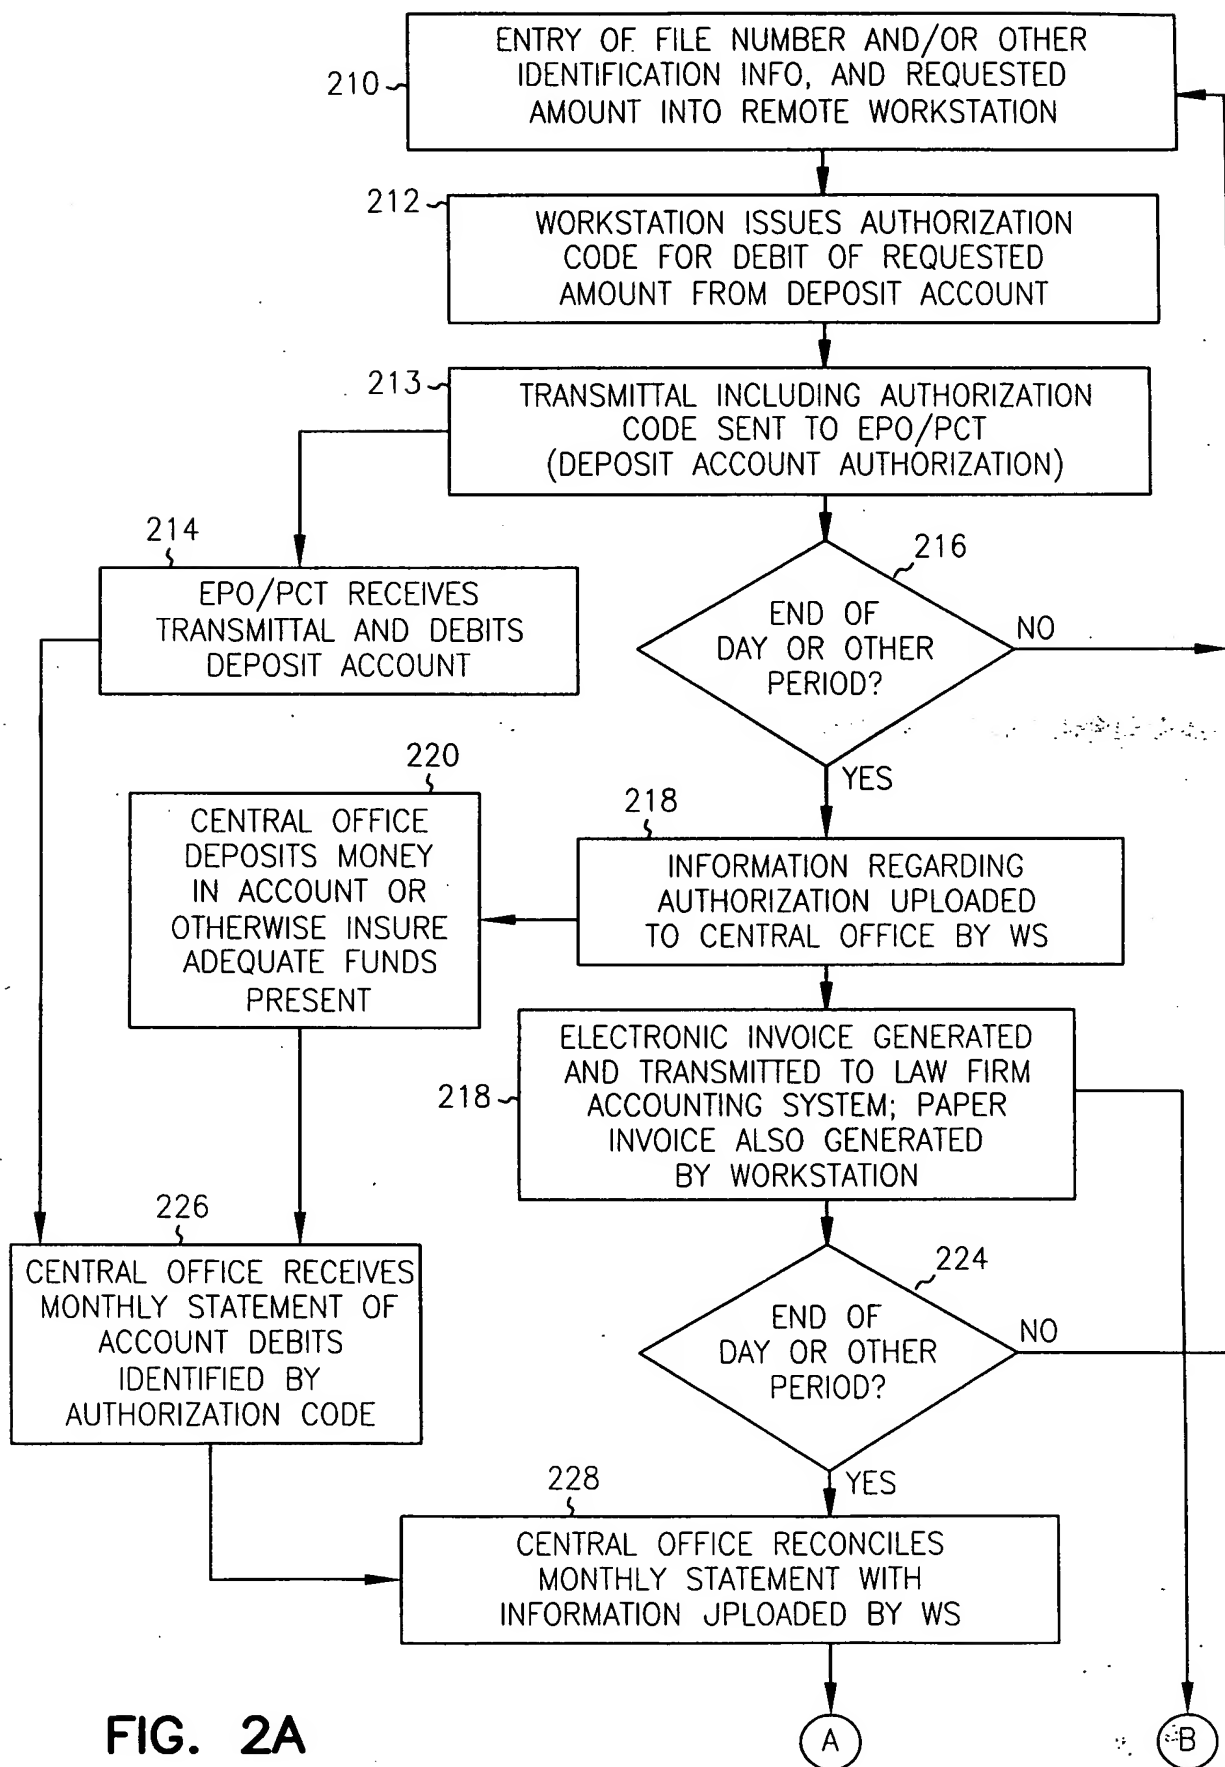 ENTRY OF FILE NUMBER AND/OR OTHER
IDENTIFICATION INFO, AND REQUESTED
AMOUNT INTO REMOTE WORKSTATION
210
212
WORKSTATION ISSUES AUTHORIZATION
CODE FOR DEBIT OF REQUESTED
AMOUNT FROM DEPOSIT ACCOUNT
213
TRANSMITTAL INCLUDING AUTHORIZATION
CODE SENT TO EPO/PCT
(DEPOSIT ACCOUNT AUTHORIZATION)
214
EPO/PCT RECEIVES
TRANSMITTAL AND DEBITS
DEPOSIT ACCOUNT
216
END OF
DAY OR OTHER
PERIOD?
NO
YES
220
CENTRAL OFFICE
DEPOSITS MONEY
IN ACCOUNT OR
OTHERWISE INSURE
ADEQUATE FUNDS
PRESENT
218
INFORMATION REGARDING
AUTHORIZATION UPLOADED
TO CENTRAL OFFICE BY WS
218
ELECTRONIC INVOICE GENERATED
AND TRANSMITTED TO LAW FIRM
ACCOUNTING SYSTEM; PAPER
INVOICE ALSO GENERATED
BY WORKSTATION
226
CENTRAL OFFICE RECEIVES
MONTHLY STATEMENT OF
ACCOUNT DEBITS
IDENTIFIED BY
AUTHORIZATION CODE
224
END OF
DAY OR OTHER
PERIOD?
NO
YES
228
CENTRAL OFFICE RECONCILES
MONTHLY STATEMENT WITH
INFORMATION JPLOADED BY WS
FIG. 2A
A
B